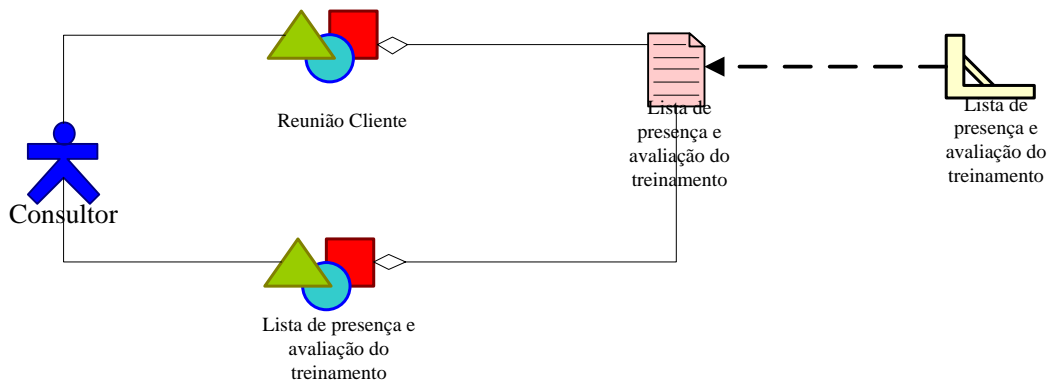 Reunião Cliente
Lista de
presença e
avaliação do
treinamento
Lista de
presença e
avaliação do
treinamento
Consultor
Lista de presença e
avaliação do
treinamento